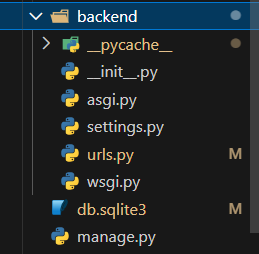 backend
__pycache__
__init__.py
asgi.py
settings.py
urls.py M
wsgi.py
db.sqlite3 M
manage.py